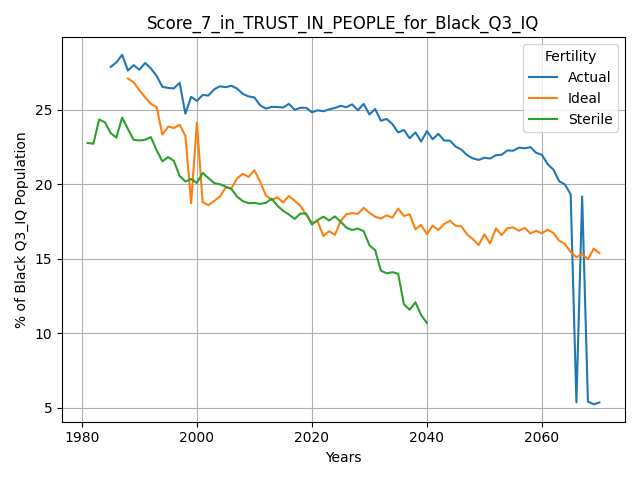 Score_7_in_TRUST_IN_PEOPLE_for_Black_Q3_IQ
Fertility
Actual
Ideal
Sterile
% of Black Q3_IQ Population
25
20
15
10
5
1980
2000
2020
2040
2060
Years